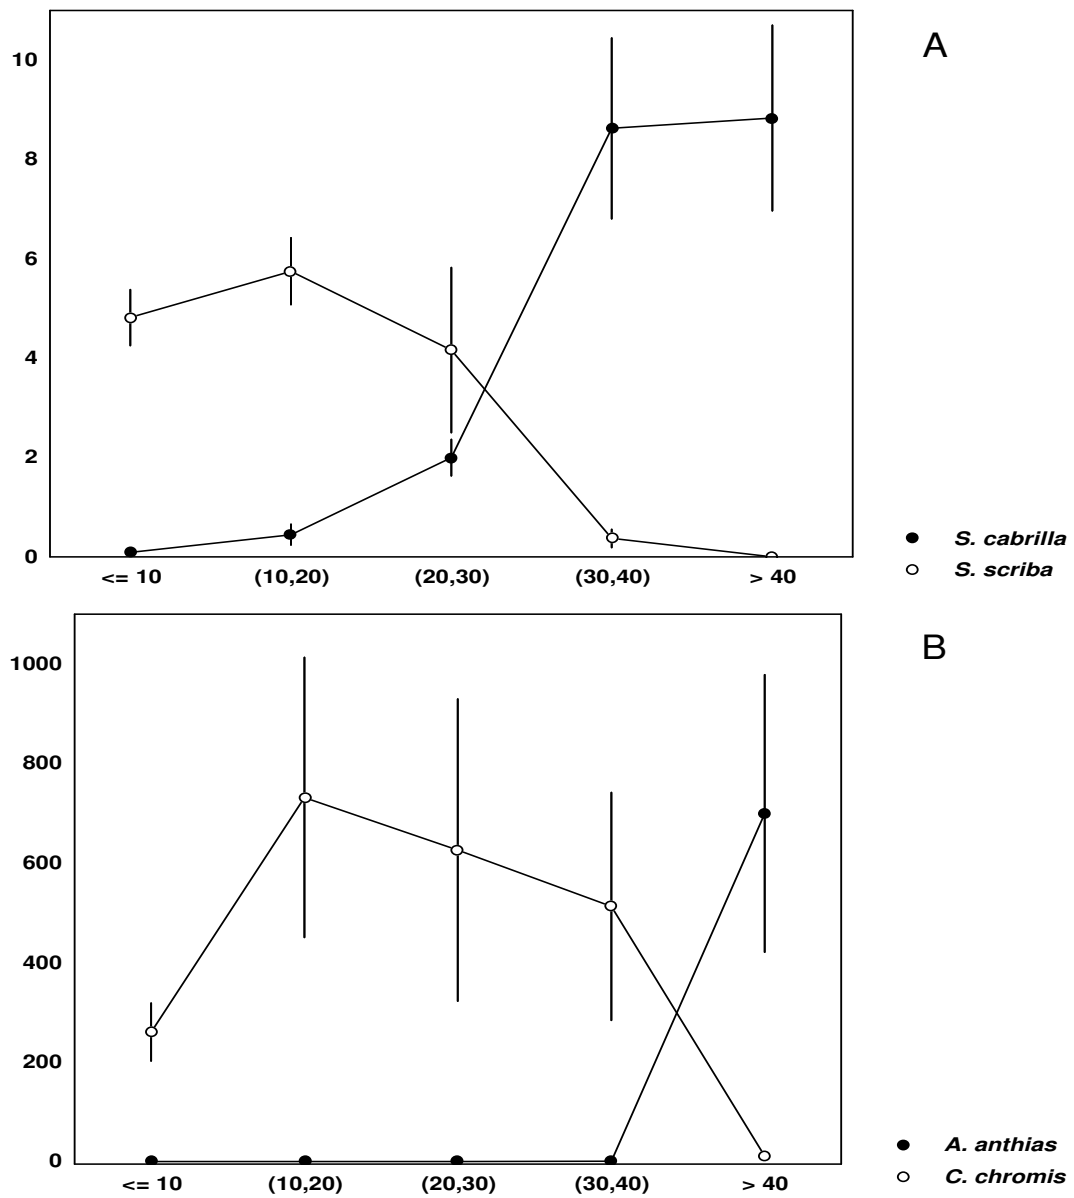 A
10
8
6
4
2
0
<= 10 (10,20) (20,30) (30,40) > 40
S. cabrilla
S. scriba
B
1000
800
600
400
200
0
<= 10 (10,20) (20,30) (30,40) > 40
A. anthias
C. chromis